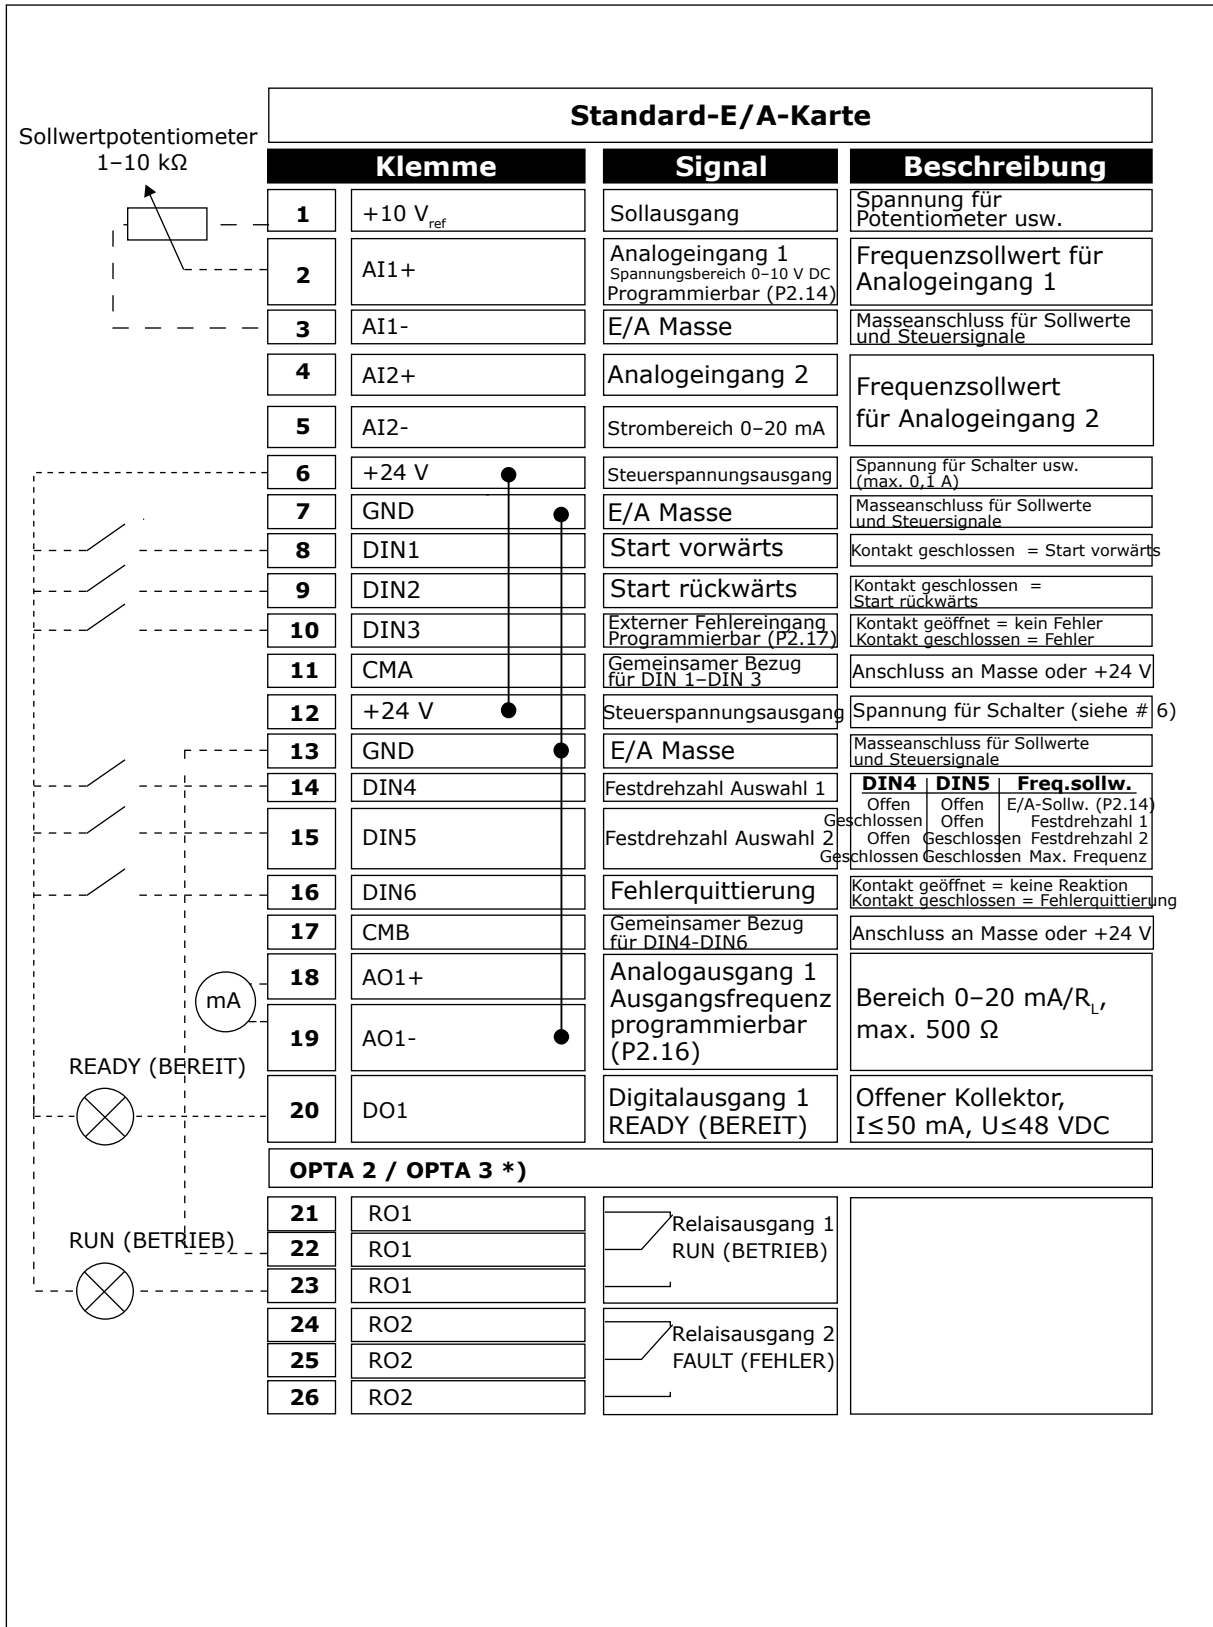 Standard-E/A-Karte
Sollwertpotentiometer
1–10 kΩ
Klemme Signal Beschreibung
1 +10 Vref Sollausgang Spannung für
Potentiometer usw.
2 AI1+ Analogeingang 1
Spannungsbereich 0–10 V DC
Programmierbar (P2.14)
Frequenzsollwert für
Analogeingang 1
3 AI1- E/A Masse Masseanschluss für Sollwerte
und Steuersignale
4 AI2+ Analogeingang 2
Frequenzsollwert
für Analogeingang 2
5 AI2- Strombereich 0–20 mA
6 +24 V Steuerspannungsausgang Spannung für Schalter usw.
(max. 0,1 A)
7 GND E/A Masse Masseanschluss für Sollwerte
und Steuersignale
8 DIN1 Start vorwärts Kontakt geschlossen = Start vorwärts
9 DIN2 Start rückwärts Kontakt geschlossen =
Start rückwärts
10 DIN3 Externer Fehlereingang
Programmierbar (P2.17)
Kontakt geöffnet = kein Fehler
Kontakt geschlossen = Fehler
11 CMA Gemeinsamer Bezug
für DIN 1–DIN 3
Anschluss an Masse oder +24 V
12 +24 V Steuerspannungsausgang Spannung für Schalter (siehe # 6)
13 GND E/A Masse Masseanschluss für Sollwerte
und Steuersignale
14 DIN4 Festdrehzahl Auswahl 1
15 DIN5 Festdrehzahl Auswahl 2
DIN4 DIN5 Freq.sollw.
Offen Offen E/A-Sollw. (P2.14)
Geschlossen Offen Festdrehzahl 1
Offen Geschlossen Festdrehzahl 2
Geschlossen Geschlossen Max. Frequenz
16 DIN6 Fehlerquittierung Kontakt geöffnet = keine Reaktion
Kontakt geschlossen = Fehlerquittierung
17 CMB Gemeinsamer Bezug
für DIN4-DIN6
Anschluss an Masse oder +24 V
mA
18 AO1+
19 AO1-
Analogausgang 1
Ausgangsfrequenz
programmierbar
(P2.16)
Bereich 0–20 mA/RL,
max. 500 Ω
READY (BEREIT)
20 DO1 Digitalausgang 1
READY (BEREIT)
Offener Kollektor,
I≤50 mA, U≤48 VDC
OPTA 2 / OPTA 3 *)
RUN (BETRIEB)
21 RO1
22 RO1
23 RO1
Relaisausgang 1
RUN (BETRIEB)
24 RO2
25 RO2
26 RO2
Relaisausgang 2
FAULT (FEHLER)